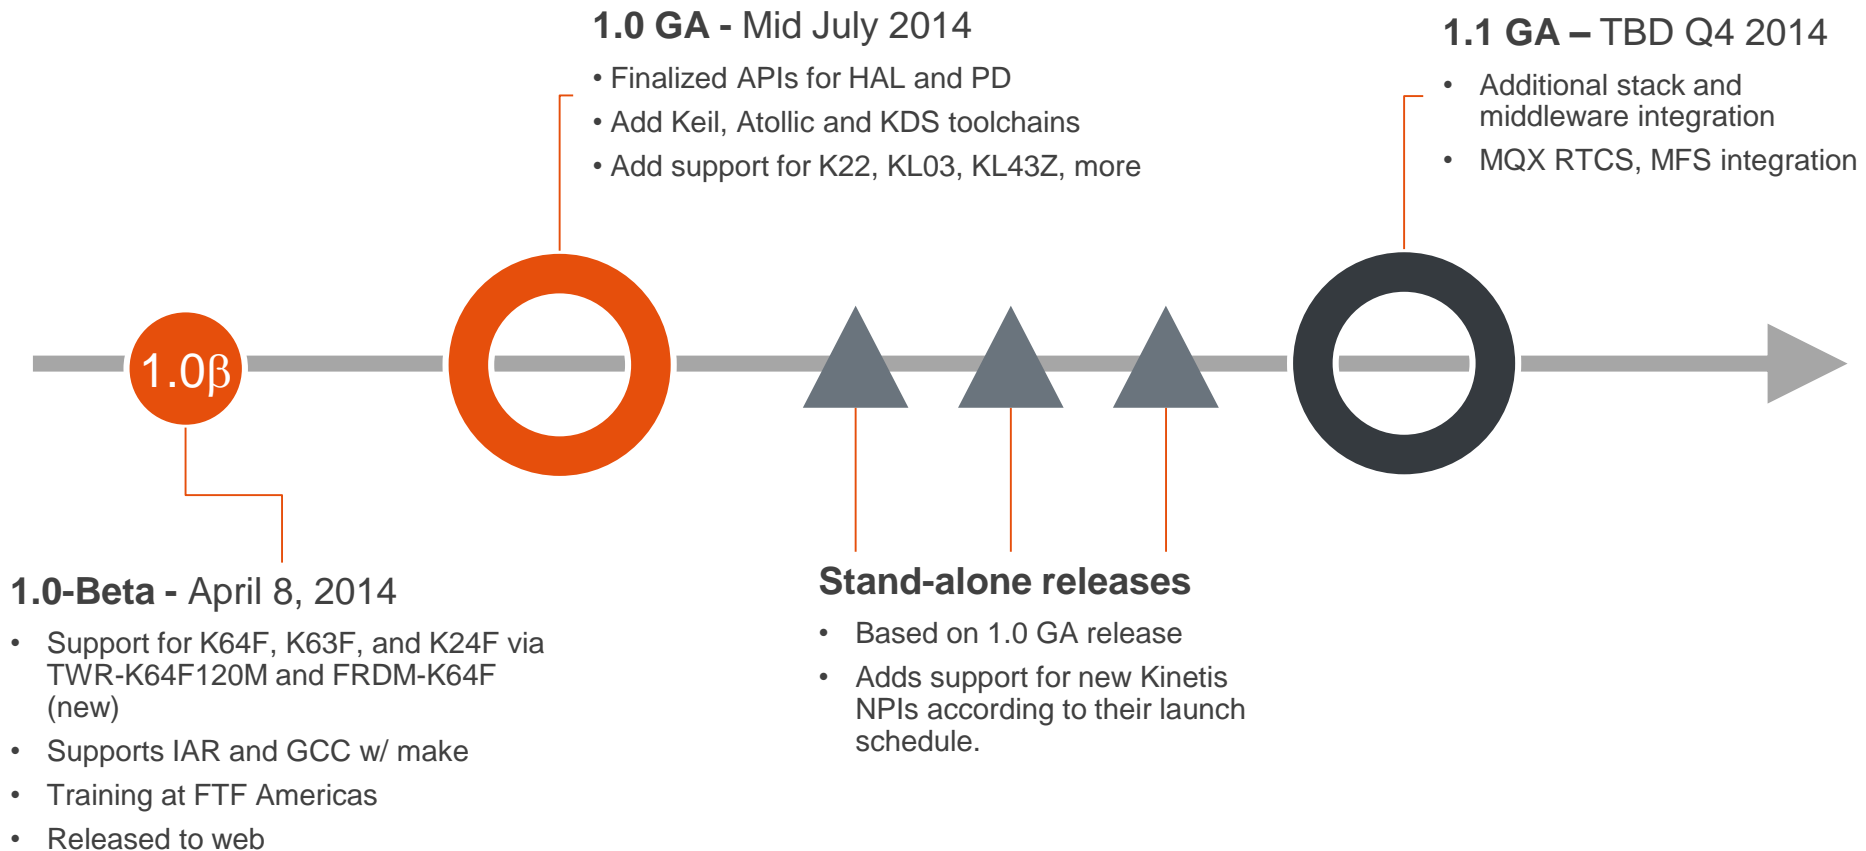 1.0 GA - Mid July 2014
• Finalized APIs for HAL and PD
• Add Keil, Atollic and KDS toolchains
• Add support for K22, KL03, KL43Z, more
1.1 GA – TBD Q4 2014
• Additional stack and
middleware integration
• MQX RTCS, MFS integration
1.0β
1.0-Beta - April 8, 2014
• Support for K64F, K63F, and K24F via
TWR-K64F120M and FRDM-K64F
(new)
• Supports IAR and GCC w/ make
• Training at FTF Americas
• Released to web
Stand-alone releases
• Based on 1.0 GA release
• Adds support for new Kinetis
NPIs according to their launch
schedule.